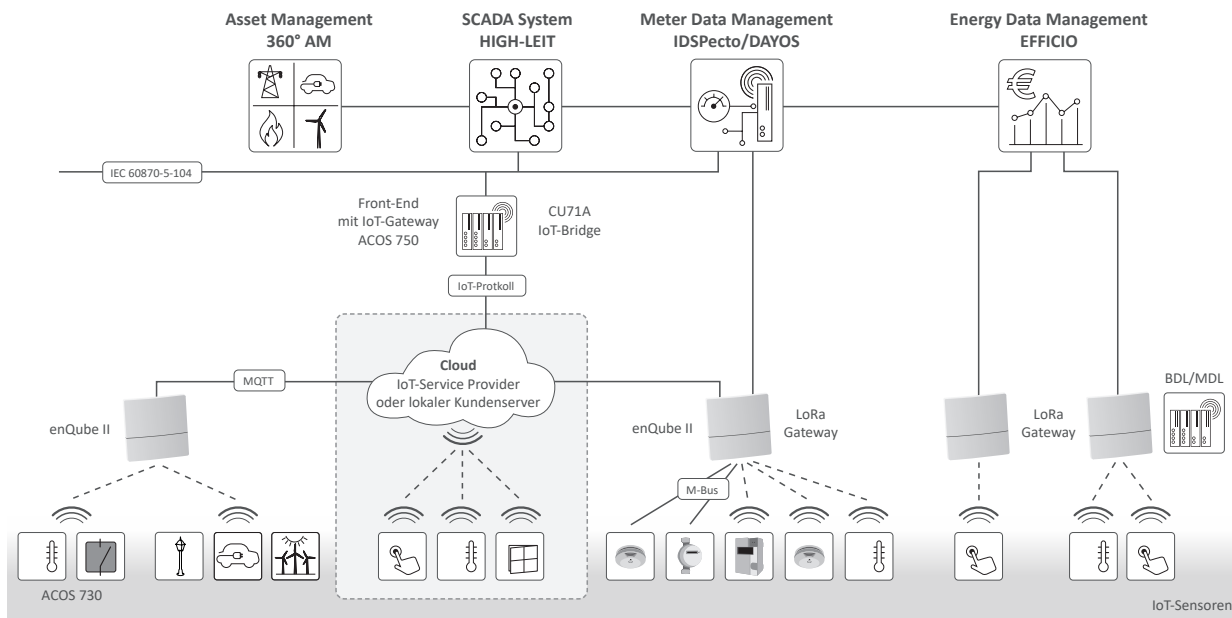 Asset Management
360° AM
SCADA System
HIGH-LEIT
Meter Data Management
IDSPecto/DAYOS
Energy Data Management
EFFICIO
IEC 60870-5-104
Front-End
mit IoT-Gateway
ACOS 750
CU71A
IoT-Bridge
IoT-Protkoll
Cloud
IoT-Service Provider
oder lokaler Kundenserver
MQTT
enQube II
enQube II
LoRa
Gateway
LoRa
Gateway
BDL/MDL
M-Bus
ACOS 730
IoT-Sensoren